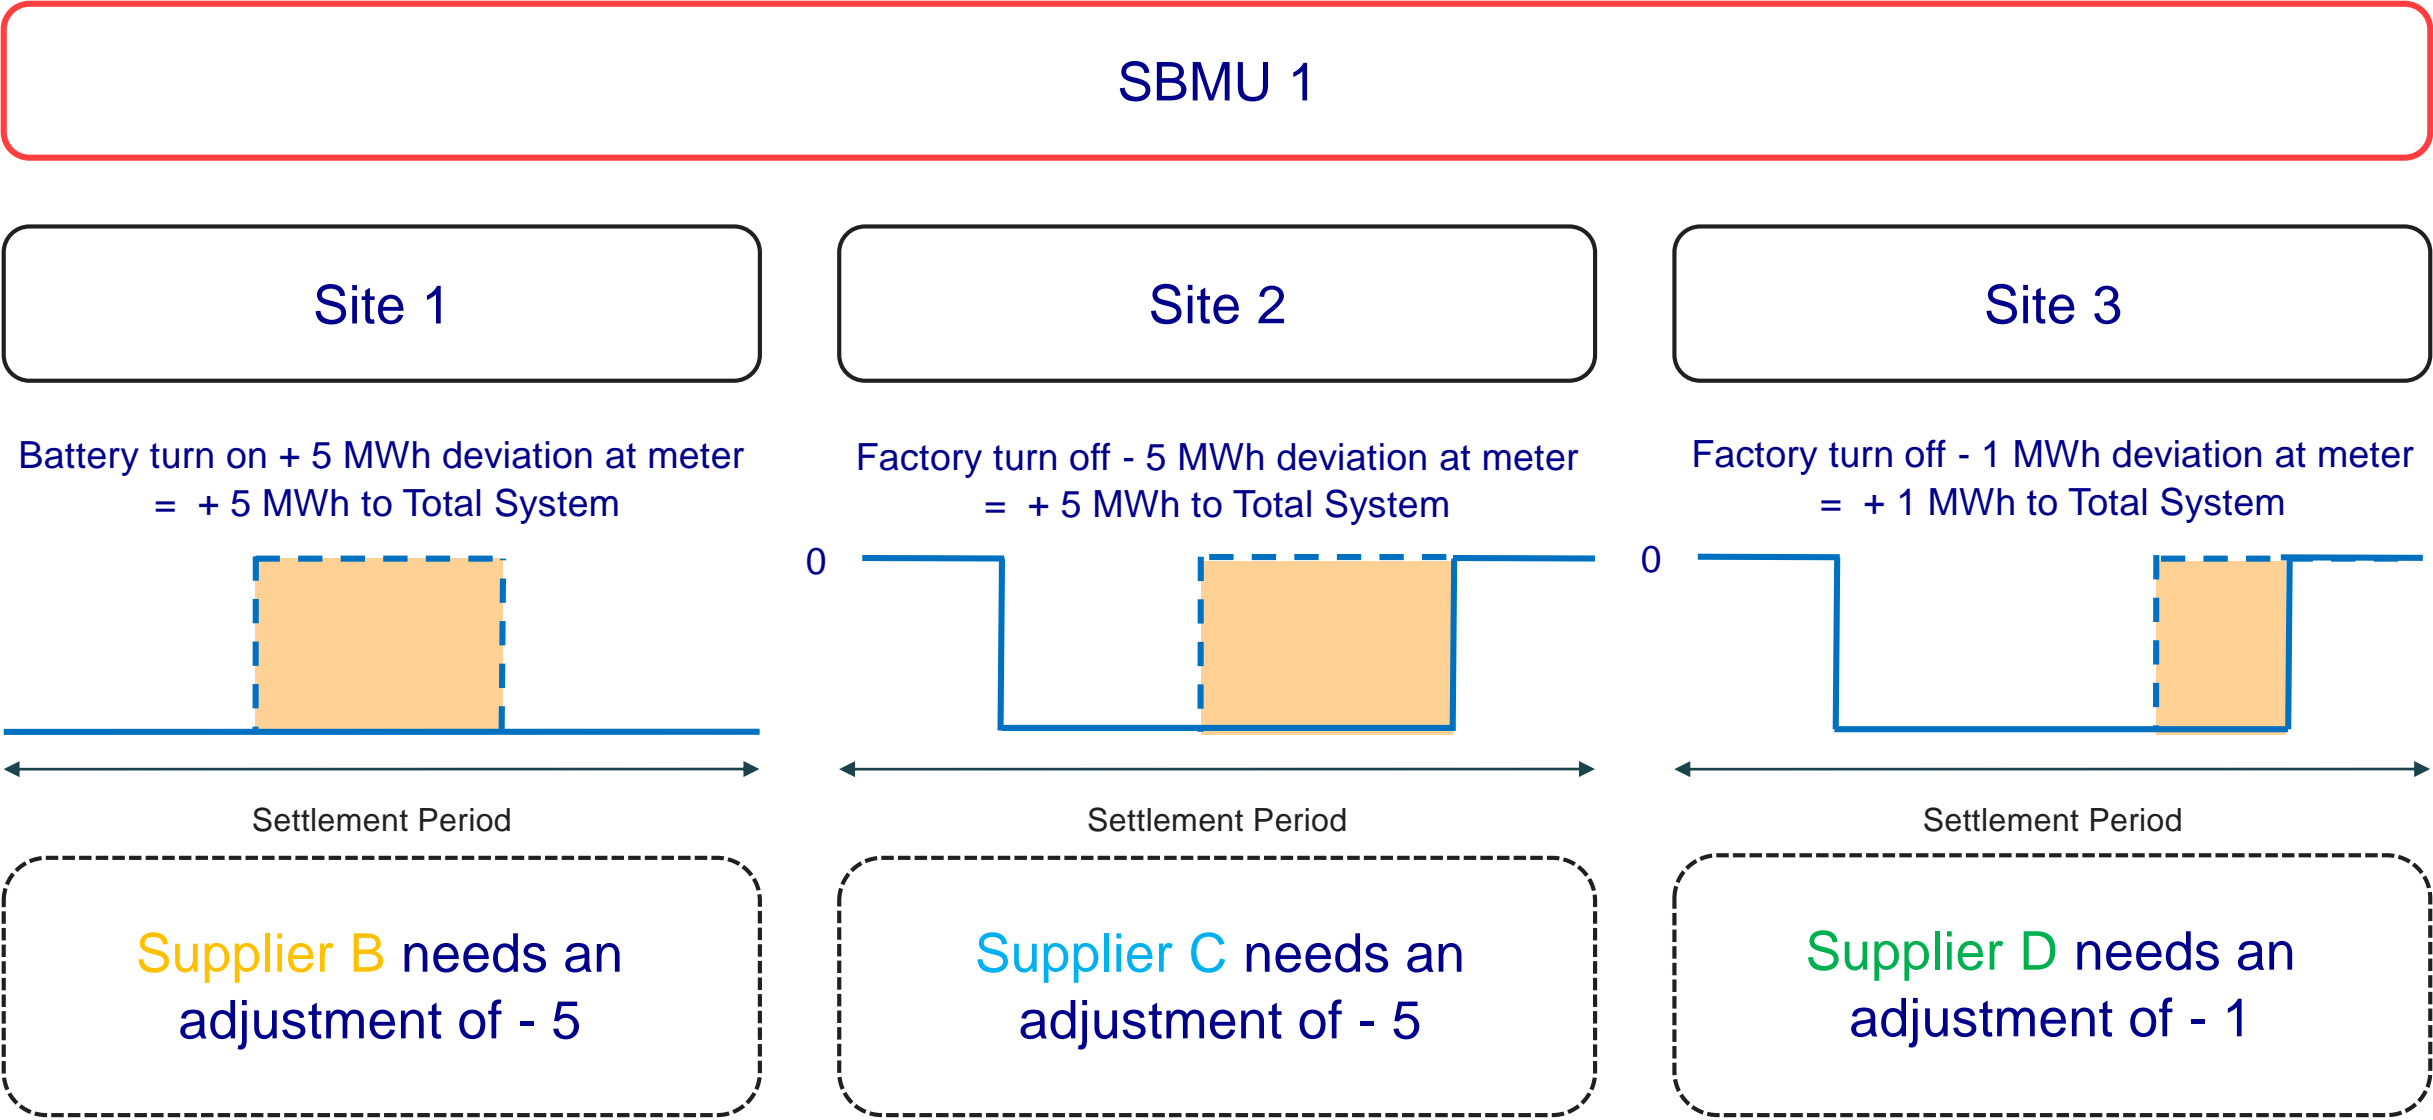 SBMU 1
Site 1
Site 2
Site 3
Battery turn on + 5 MWh deviation at meter
= + 5 MWh to Total System
Factory turn off - 5 MWh deviation at meter
= + 5 MWh to Total System
Factory turn off - 1 MWh deviation at meter
= + 1 MWh to Total System
0
0
Settlement Period
Settlement Period
Settlement Period
Supplier B needs an
adjustment of - 5
Supplier C needs an
adjustment of - 5
Supplier D needs an
adjustment of - 1